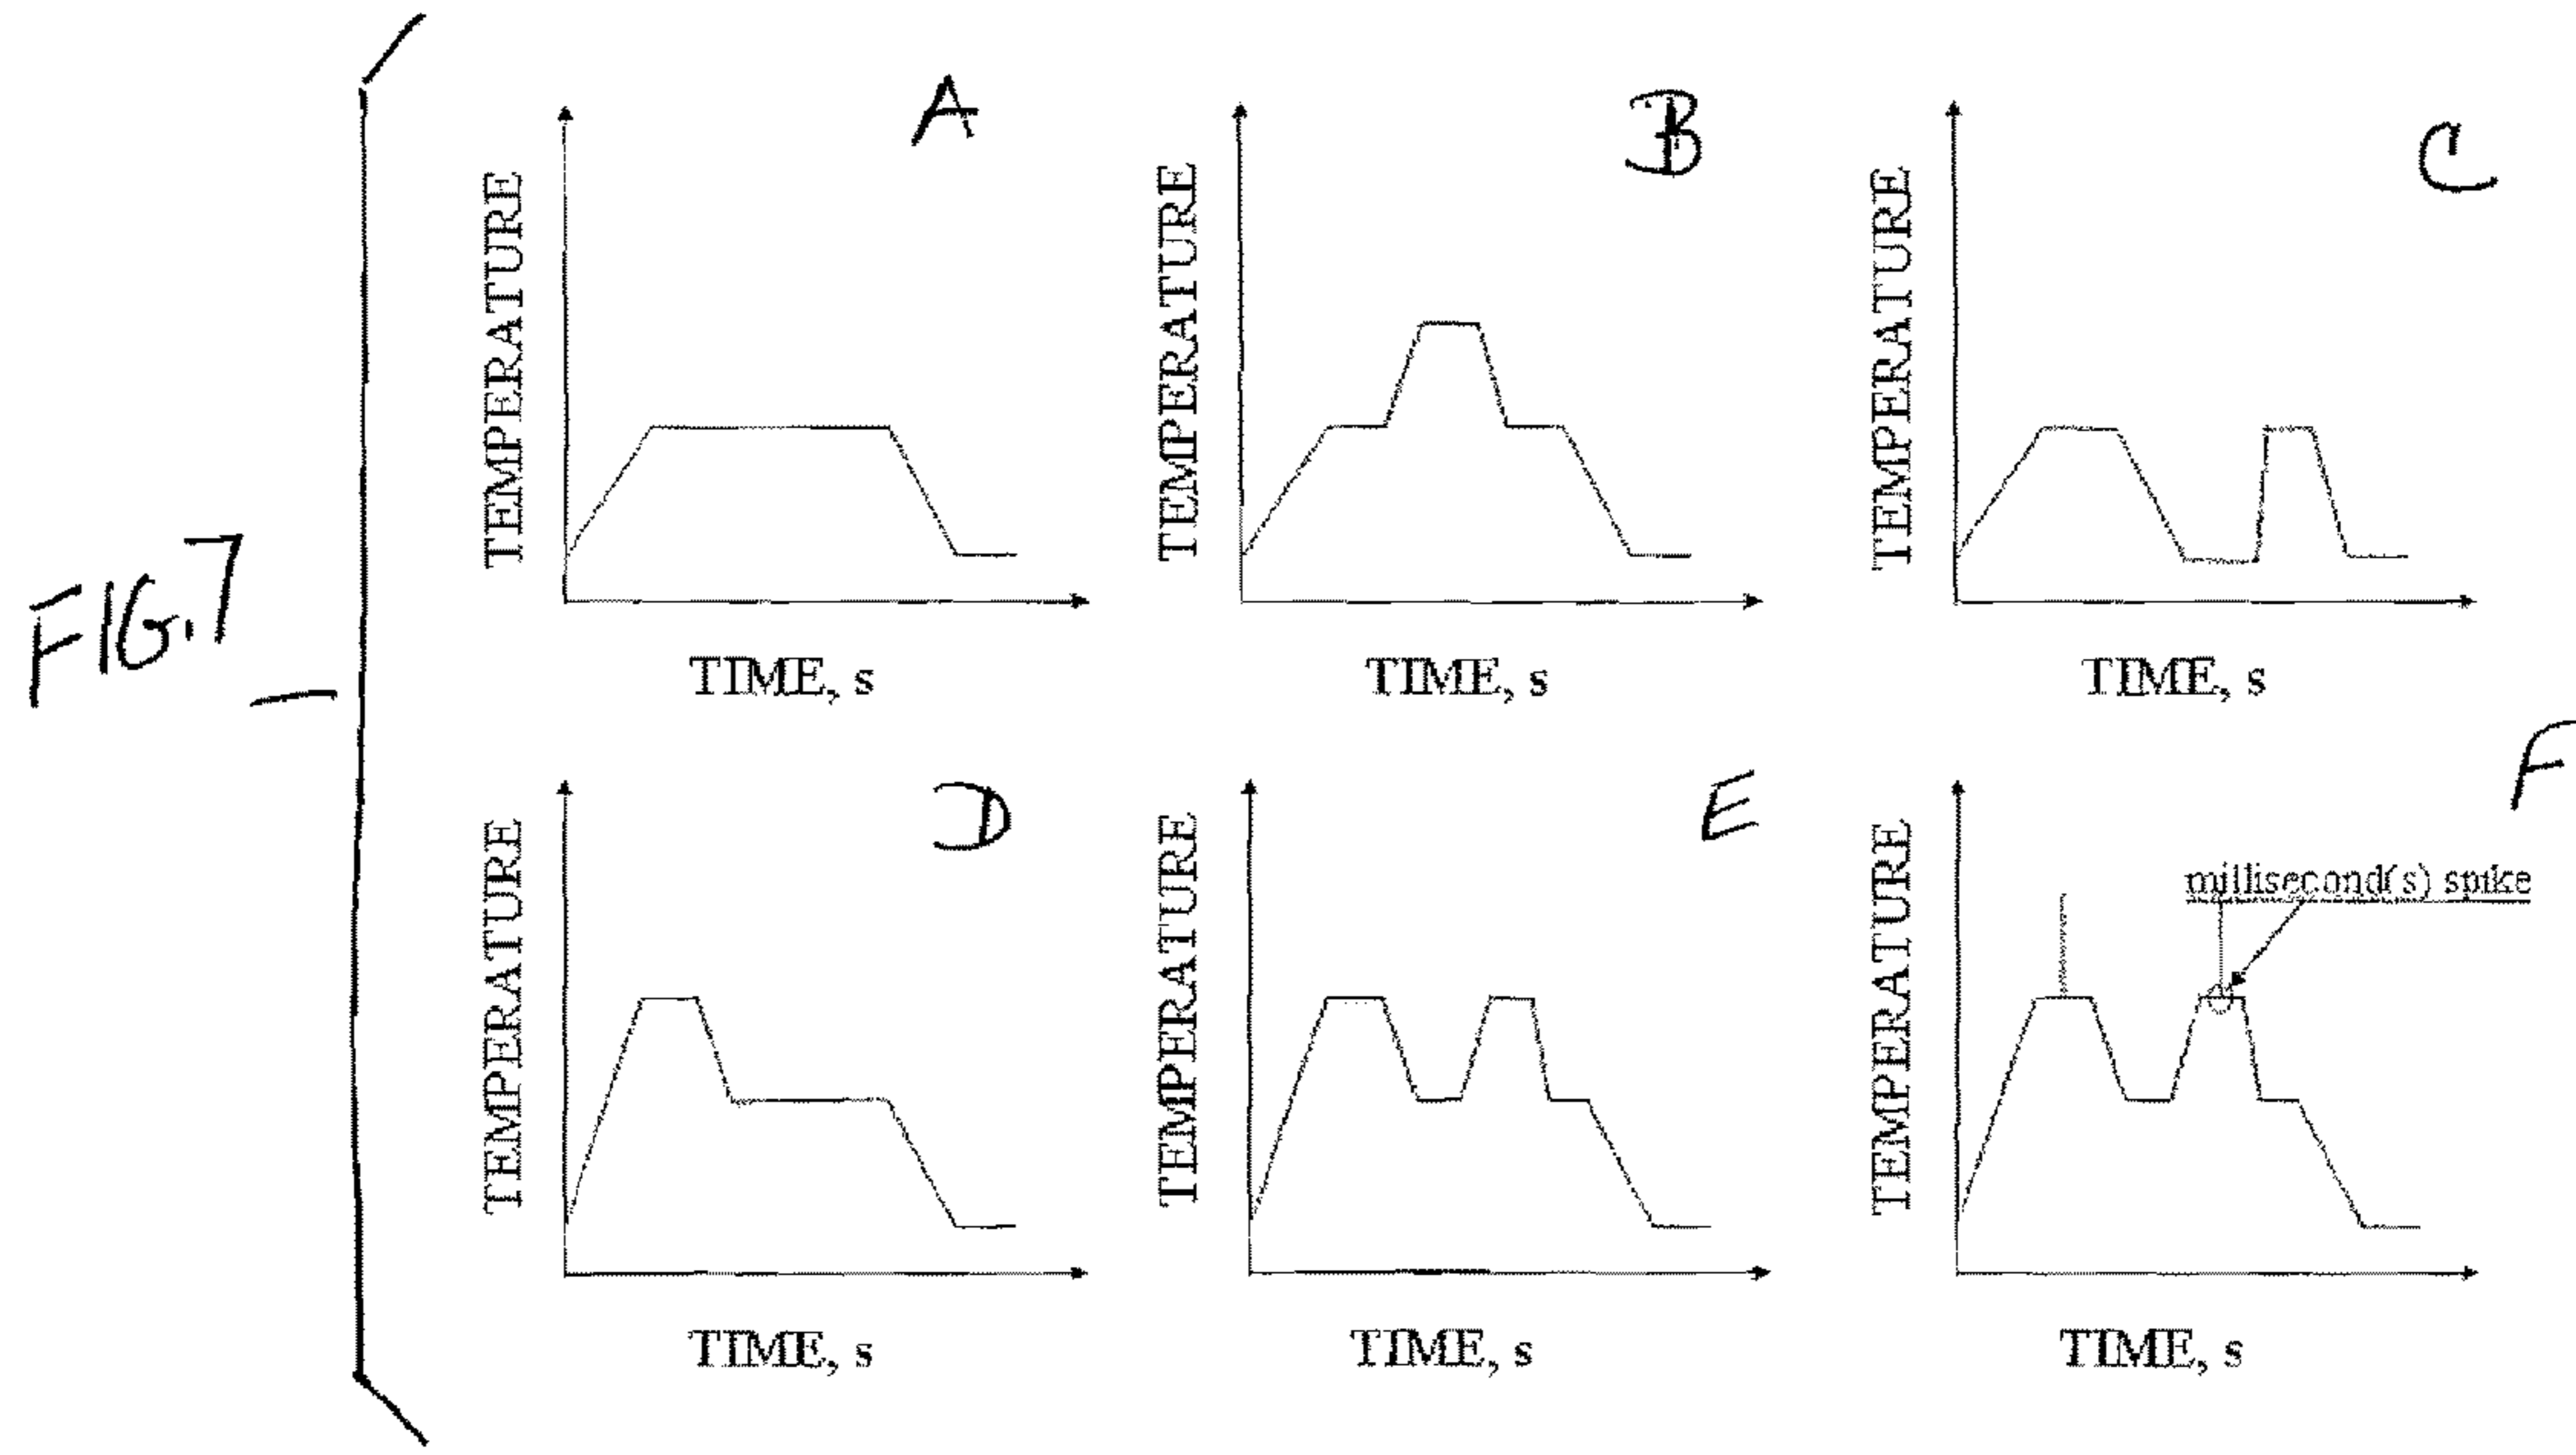 FIG.7
A
TEMPERATURE
TIME, s
B
TEMPERATURE
TIME, s
C
TEMPERATURE
TIME, s
D
TEMPERATURE
TIME, s
E
TEMPERATURE
TIME, s
F
millisecond(s) spike
TEMPERATURE
TIME, s